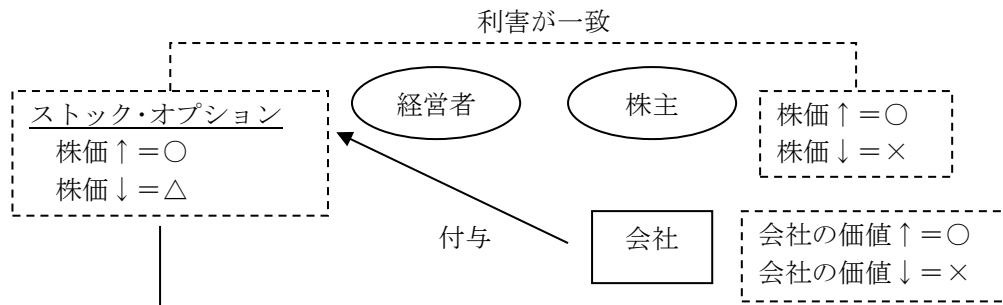 利害が一致
ストック・オプション
株価↑=○
株価↓=△
経営者
株主
株価↑=○
株価↓=×
付与
会社
会社の価値↑=○
会社の価値↓=×